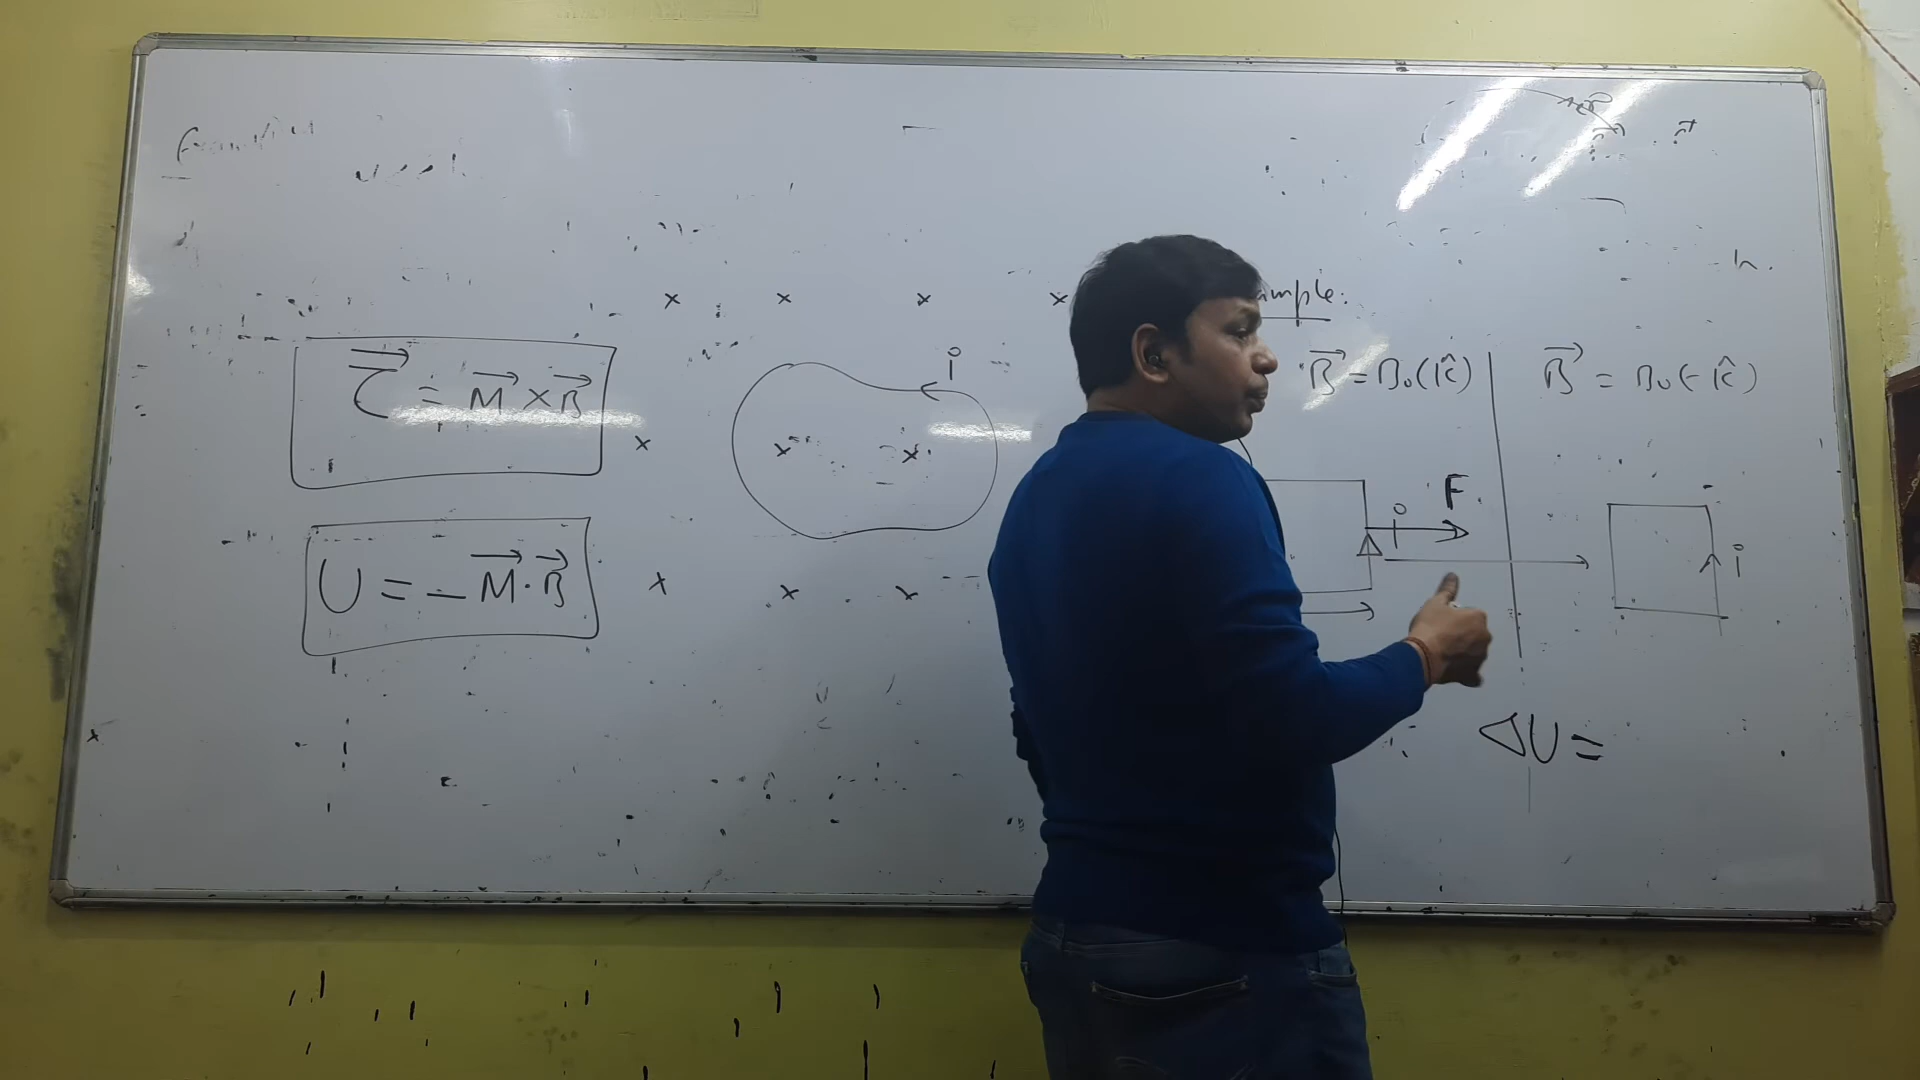 τ⃗ = M⃗ × B⃗
U = – M⃗ · B⃗
× × × ×
i
× × ×
× × ×
ample:
B⃗ = B₀(k̂)
B⃗ = B₀(-k̂)
F
i
i
ΔU =